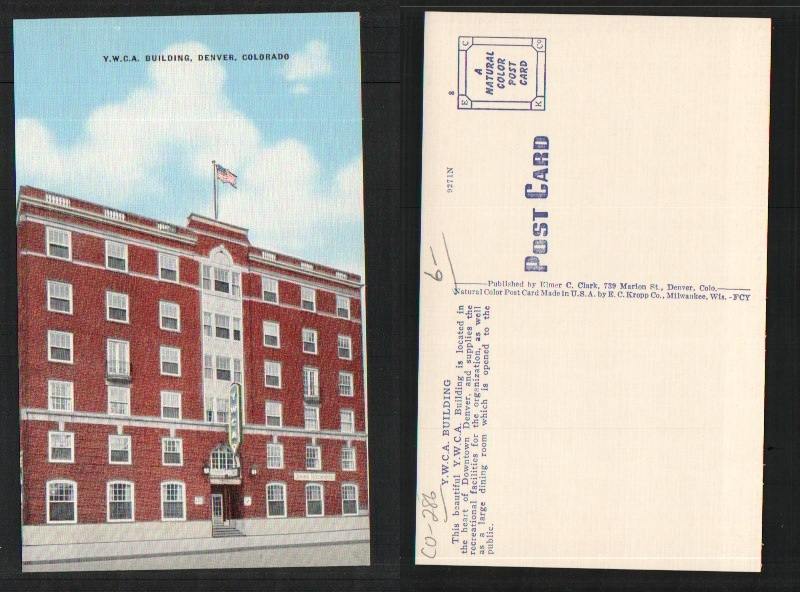 Y.W.C.A. BUILDING, DENVER, COLORADO
Y.W.C.A. BUILDING
This beautiful Y.W.C.A. Building is located in
the heart of Downtown Denver, and supplies the
recreational facilities for the organization, as well
as a large dining room which is opened to the
public.
CO-286
6-
Published by Elmer C. Clark, 739 Marion St., Denver, Colo.
Natural Color Post Card Made in U.S.A. by E. C. Kropp Co., Milwaukee, Wis. -FCY
POST CARD
9271N
8
A
NATURAL
COLOR
POST
CARD
E C K Co